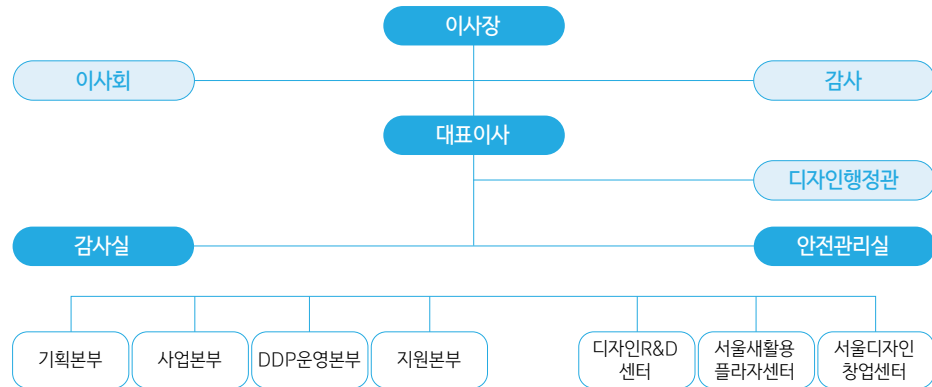 이사장
이사회
감사
대표이사
디자인행정관
감사실
안전관리실
기획본부
사업본부
DDP운영본부
지원본부
디자인R&D
센터
서울새활용
플라자센터
서울디자인
창업센터